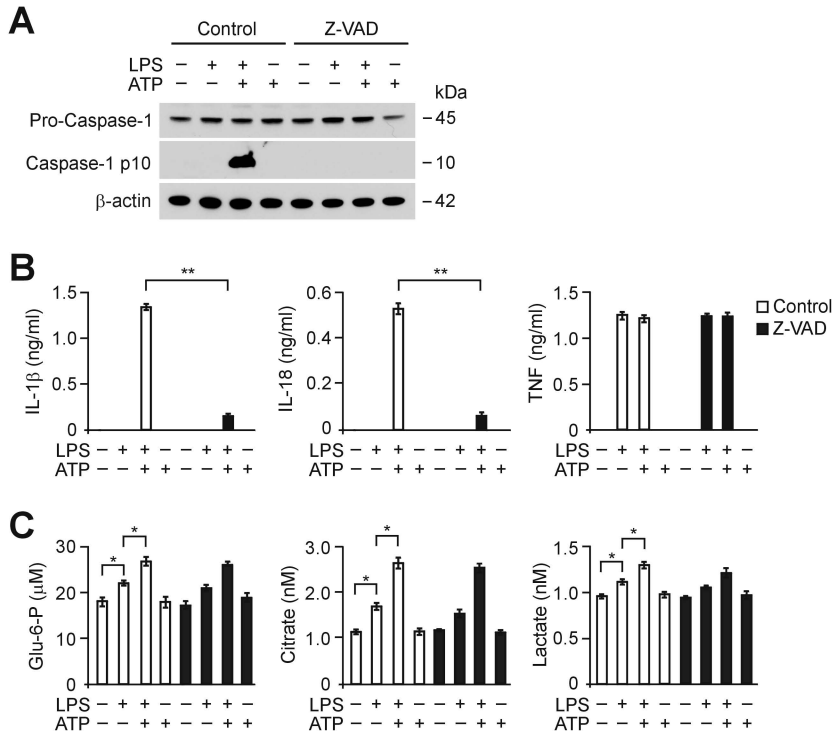 A
Control Z-VAD
LPS − + + − − + + −
ATP − − + + − − + +
kDa
Pro-Caspase-1 − 45
Caspase-1 p10 − 10
β-actin − 42
B
** **
1.5 0.6 1.5
1.0 0.4 1.0
0.5 0.2 0.5
0 0 0
IL-1β (ng/ml) IL-18 (ng/ml) TNF (ng/ml)
Control
Z-VAD
LPS − + + − − + + − − + + − − + + − − + + − − + + −
ATP − − + + − − + + − − + + − − + + − − + + − − + +
C
* * * * * *
30 3.0 1.5
20 2.0 1.0
10 1.0 0.5
0 0 0
Glu-6-P (μM) Citrate (nM) Lactate (nM)
LPS − + + − − + + − − + + − − + + − − + + − − + + −
ATP − − + + − − + + − − + + − − + + − − + + − − + +